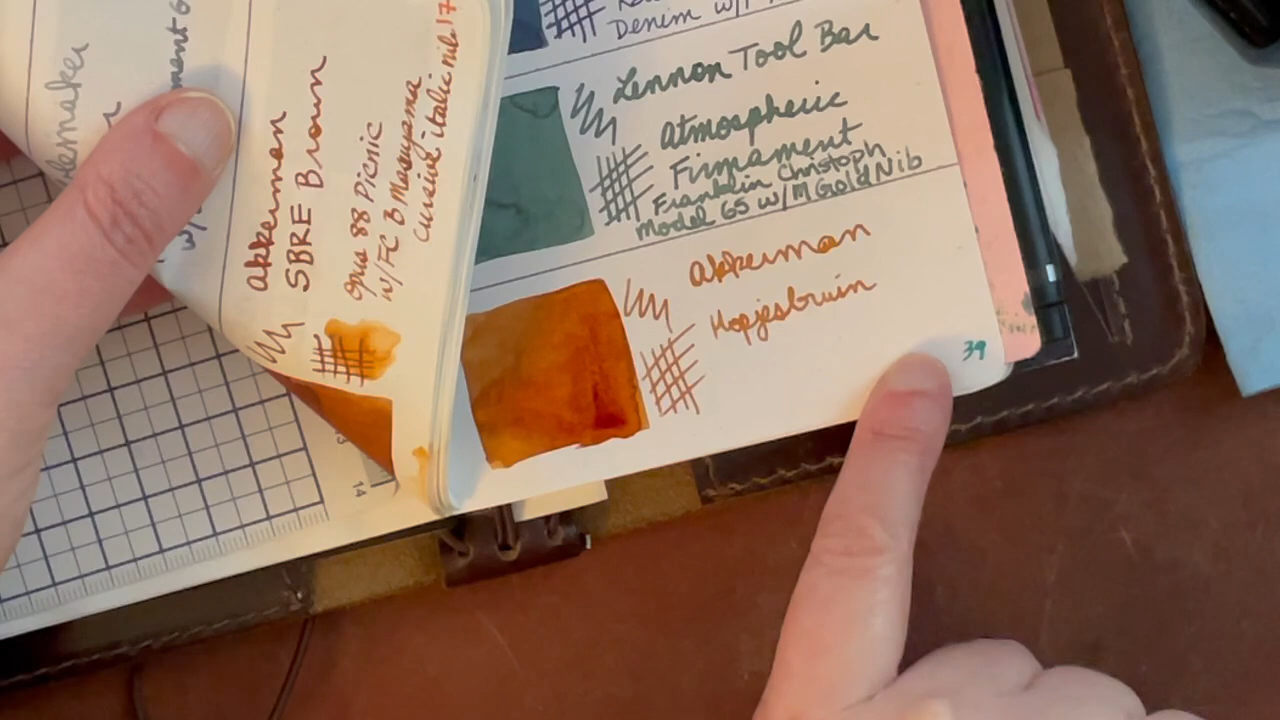 Denim w/
Lennon Tool Bar
Atmospheric
Firmament
Franklin Christoph
Model 65 w/ M Gold Nib
Akkerman
Hopjesbruin
39
Akkerman
SBRE Brown
Opus 88 Picnic
w/ FC B Masuyama
cursive italic nib 17
14